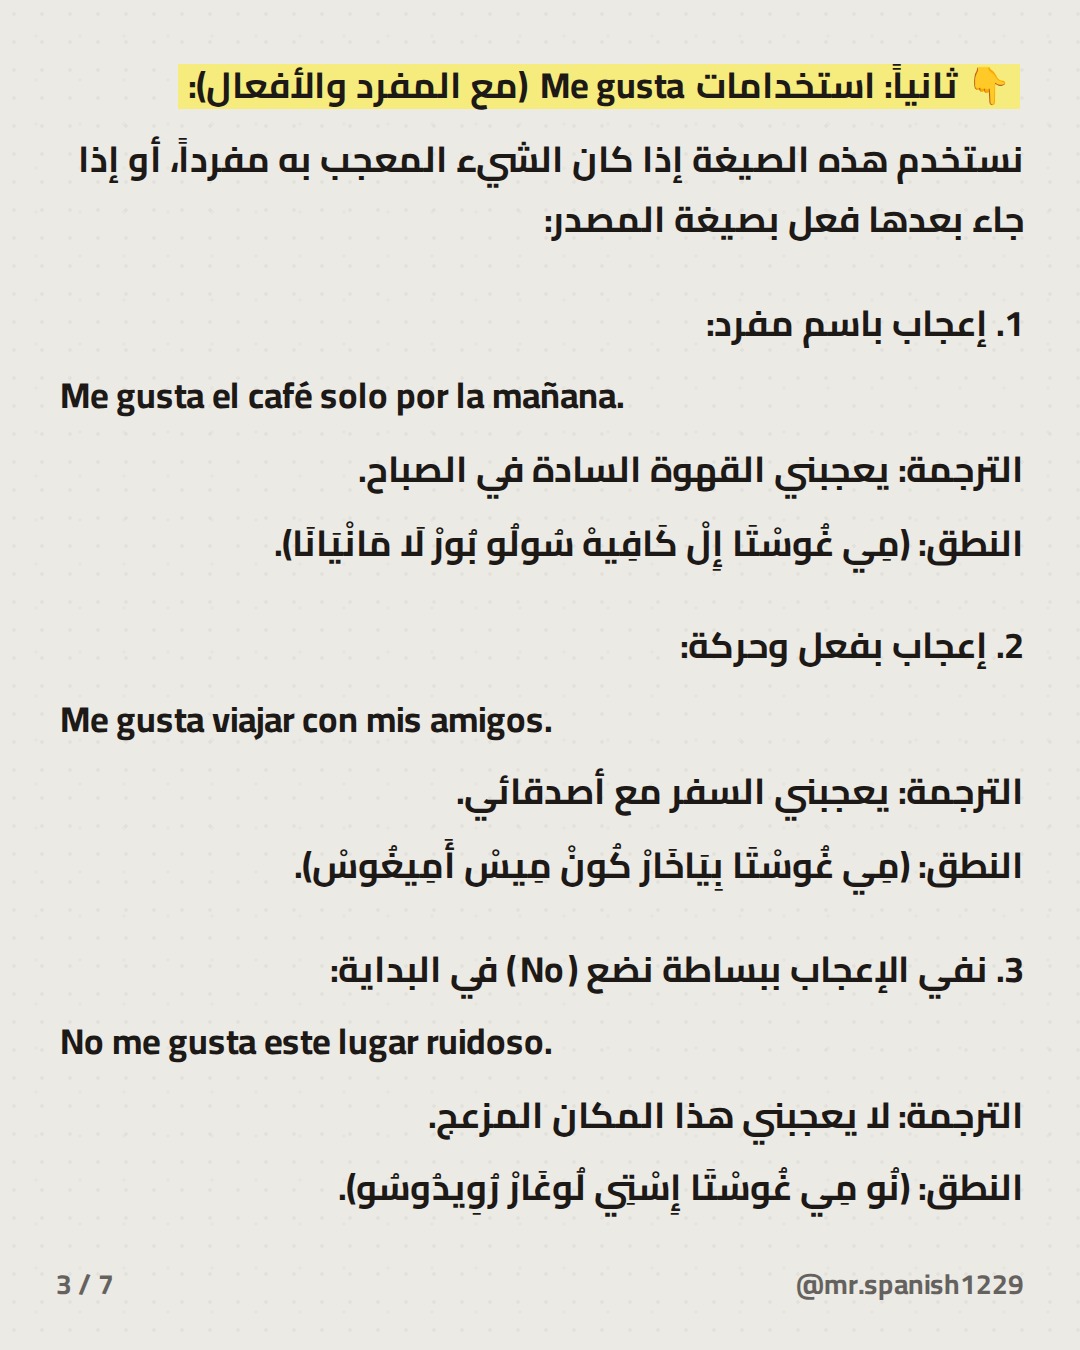 👇 ثانياً: استخدامات Me gusta (مع المفرد والأفعال):
نستخدم هذه الصيغة إذا كان الشيء المعجب به مفرداً، أو إذا
جاء بعدها فعل بصيغة المصدر:
1. إعجاب باسم مفرد:
Me gusta el café solo por la mañana.
الترجمة: يعجبني القهوة السادة في الصباح.
النطق: (مِي غُوسْتَا إِلْ كَافِيهْ سُولُو بُورْ لَا مَانْيَانَا).
2. إعجاب بفعل وحركة:
Me gusta viajar con mis amigos.
الترجمة: يعجبني السفر مع أصدقائي.
النطق: (مِي غُوسْتَا بِيَاخَارْ كُونْ مِيسْ أَمِيغُوسْ).
3. نفي الإعجاب ببساطة نضع (No) في البداية:
No me gusta este lugar ruidoso.
الترجمة: لا يعجبني هذا المكان المزعج.
النطق: (نُو مِي غُوسْتَا إِسْتِي لُوغَارْ رُوِيدُوسُو).
3 / 7
@mr.spanish1229